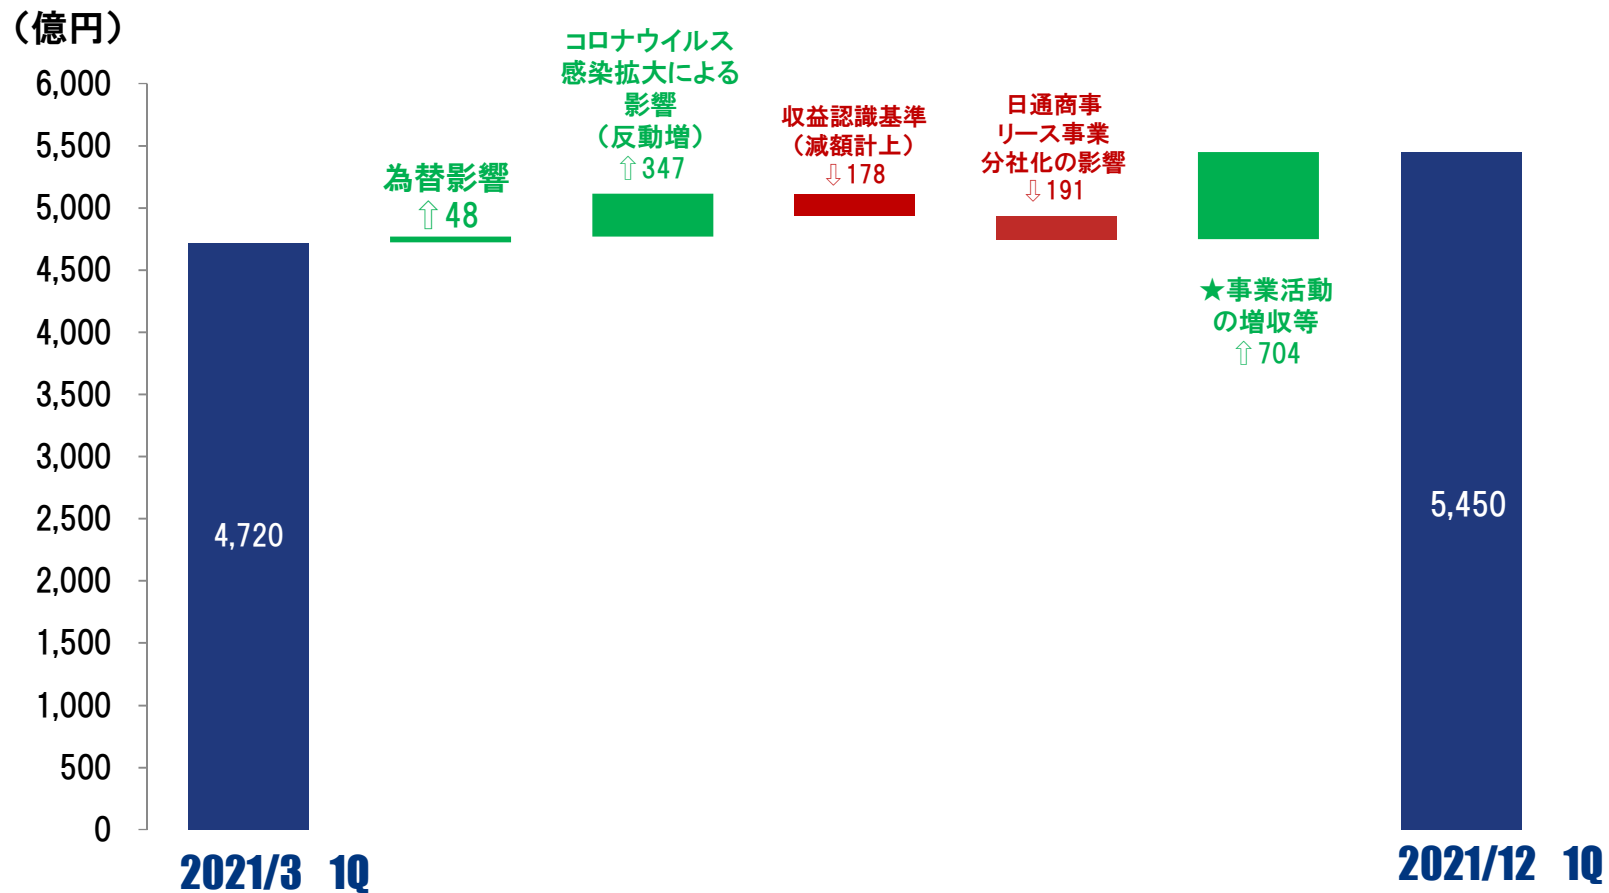 （億円）
6,000
5,500
5,000
4,500
4,000
3,500
3,000
2,500
2,000
1,500
1,000
500
0
4,720
為替影響
⇧48
コロナウイルス
感染拡大による
影響
（反動増）
⇧347
収益認識基準
（減額計上）
⇩178
日通商事
リース事業
分社化の影響
⇩191
★事業活動
の増収等
⇧704
5,450
2021/3 1Q
2021/12 1Q